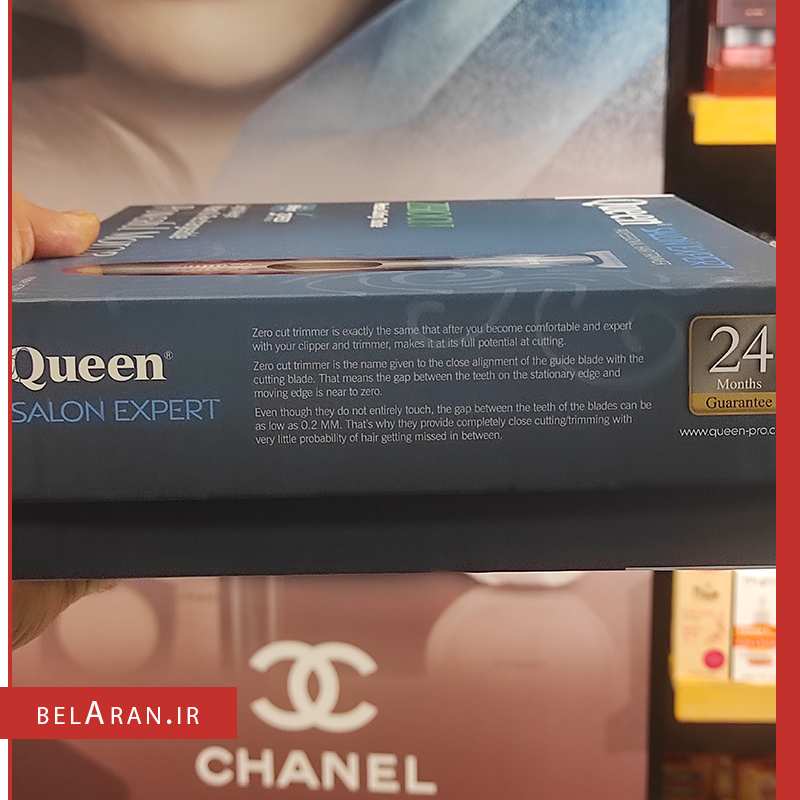 Queen®
SALON EXPERT
Queen®
SALON EXPERT
Zero cut trimmer is exactly the same that after you become comfortable and expert
with your clipper and trimmer, makes it at its full potential at cutting.
Zero cut trimmer is the name given to the close alignment of the guide blade with the
cutting blade. That means the gap between the teeth on the stationary edge and
moving edge is near to zero.
Even though they do not entirely touch, the gap between the teeth of the blades can be
as low as 0.2 MM. That's why they provide completely close cutting/trimming with
very little probability of hair getting missed in between.
24
Months
Guarantee
www.queen-pro.c
BELARAN.IR
CHANEL